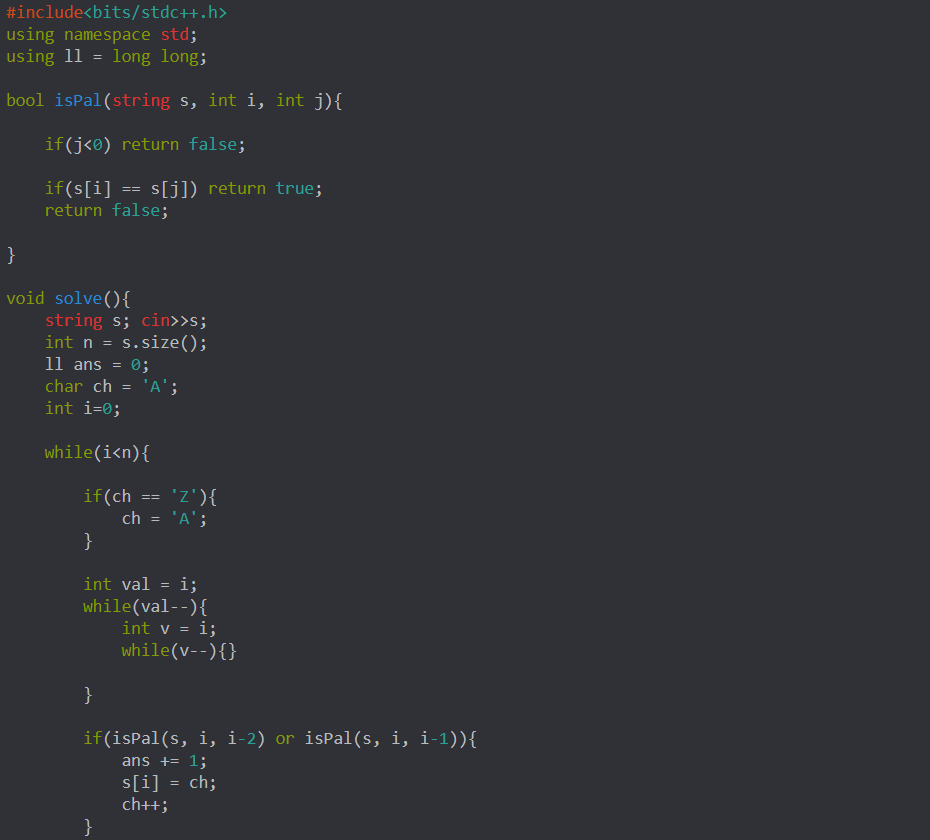 #include<bits/stdc++.h>
using namespace std;
using ll = long long;
bool isPal(string s, int i, int j){
    if(j<0) return false;
    if(s[i] == s[j]) return true;
    return false;
}
void solve(){
    string s; cin>>s;
    int n = s.size();
    ll ans = 0;
    char ch = 'A';
    int i=0;
    while(i<n){
        if(ch == 'Z'){
            ch = 'A';
        }
        int val = i;
        while(val--){
            int v = i;
            while(v--){}
        }
        if(isPal(s, i, i-2) or isPal(s, i, i-1)){
            ans += 1;
            s[i] = ch;
            ch++;
        }